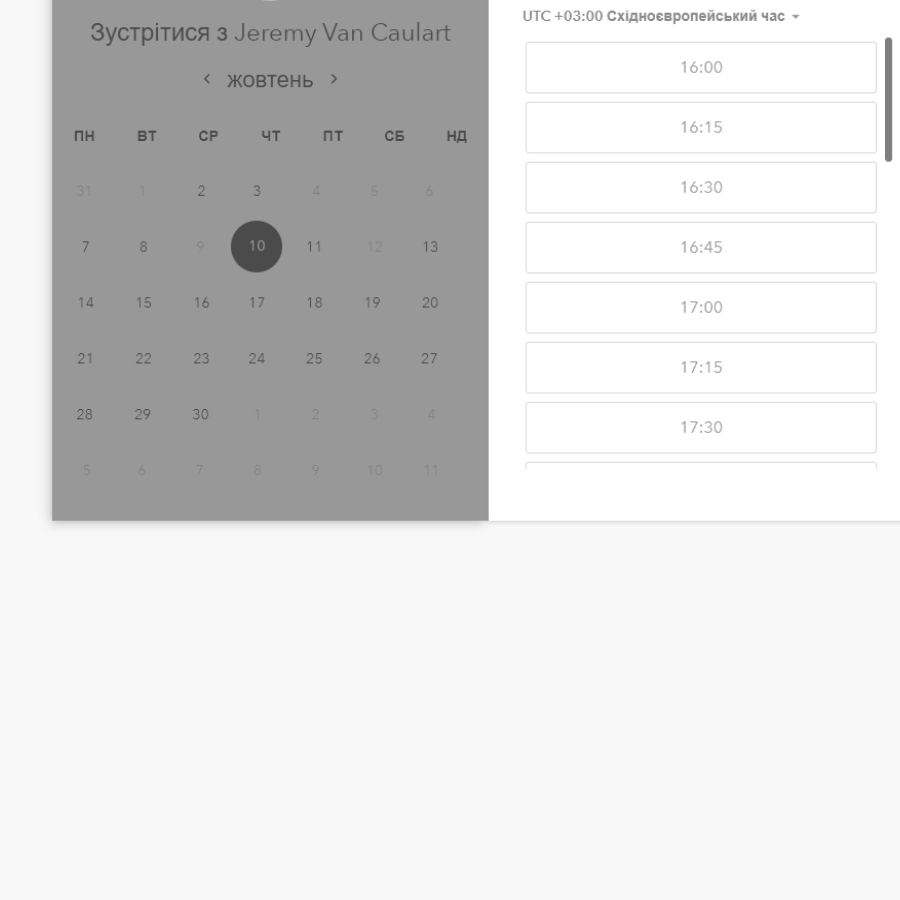 Зустрітися з Jeremy Van Caulart
жовтень
ПН ВТ СР ЧТ ПТ СБ НД
31 1 2 3 4 5 6
7 8 9 10 11 12 13
14 15 16 17 18 19 20
21 22 23 24 25 26 27
28 29 30 1 2 3 4
5 6 7 8 9 10 11
UTC +03:00 Східноєвропейський час
16:00
16:15
16:30
16:45
17:00
17:15
17:30